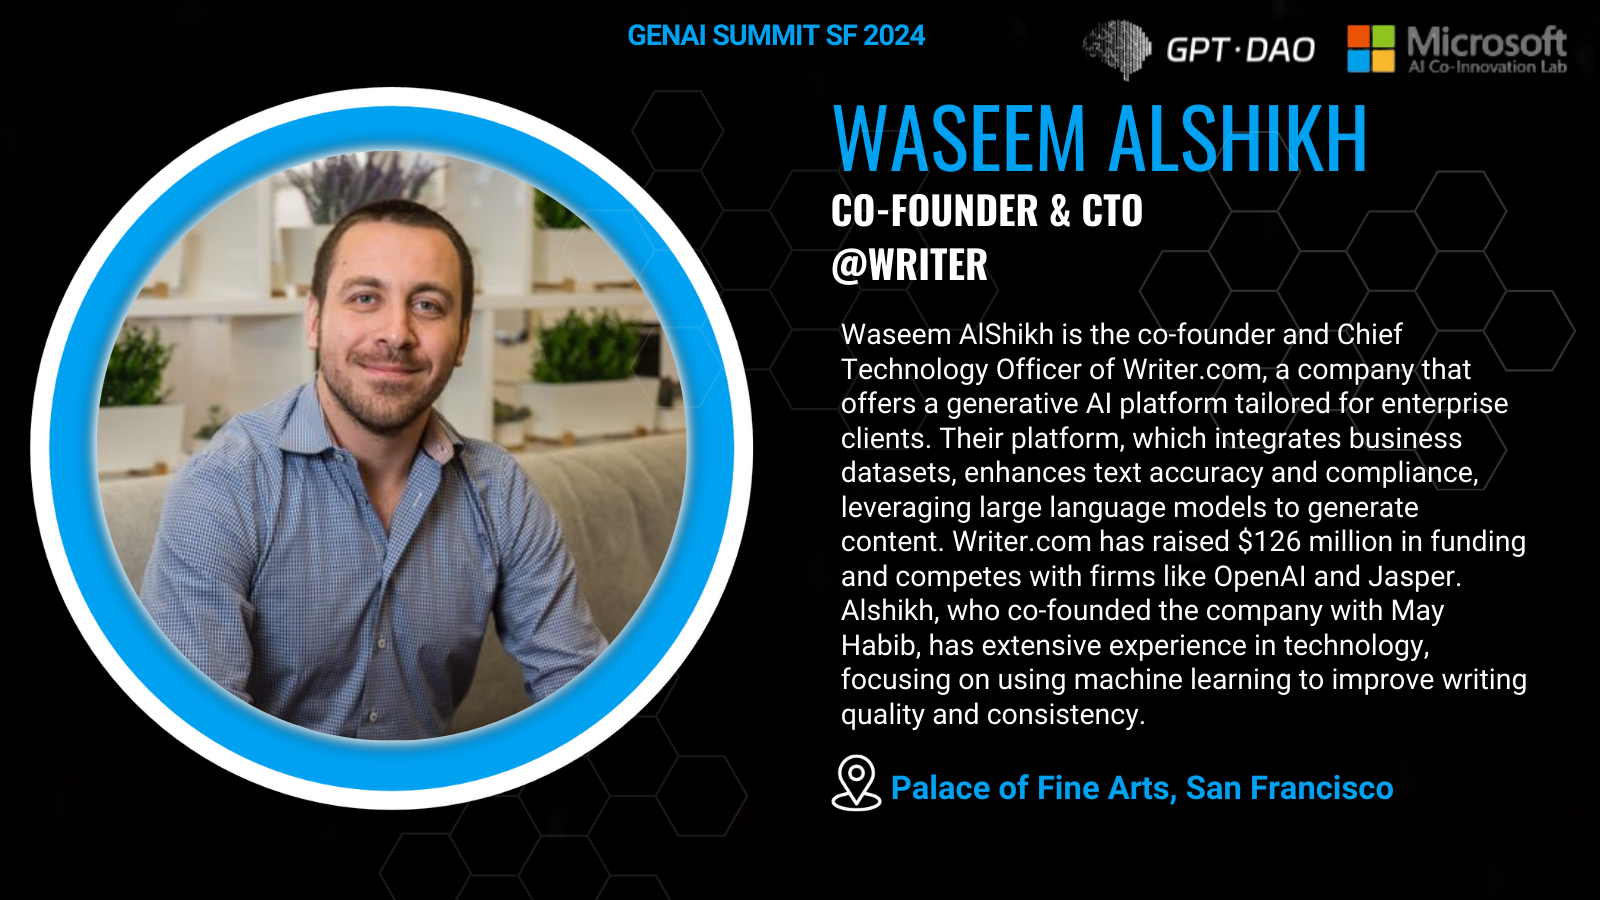 GENAI SUMMIT SF 2024
GPT·DAO
Microsoft
AI Co-Innovation Lab
WASEEM ALSHIKH
CO-FOUNDER & CTO
@WRITER
Waseem AlShikh is the co-founder and Chief
Technology Officer of Writer.com, a company that
offers a generative AI platform tailored for enterprise
clients. Their platform, which integrates business
datasets, enhances text accuracy and compliance,
leveraging large language models to generate
content. Writer.com has raised $126 million in funding
and competes with firms like OpenAI and Jasper.
Alshikh, who co-founded the company with May
Habib, has extensive experience in technology,
focusing on using machine learning to improve writing
quality and consistency.
Palace of Fine Arts, San Francisco